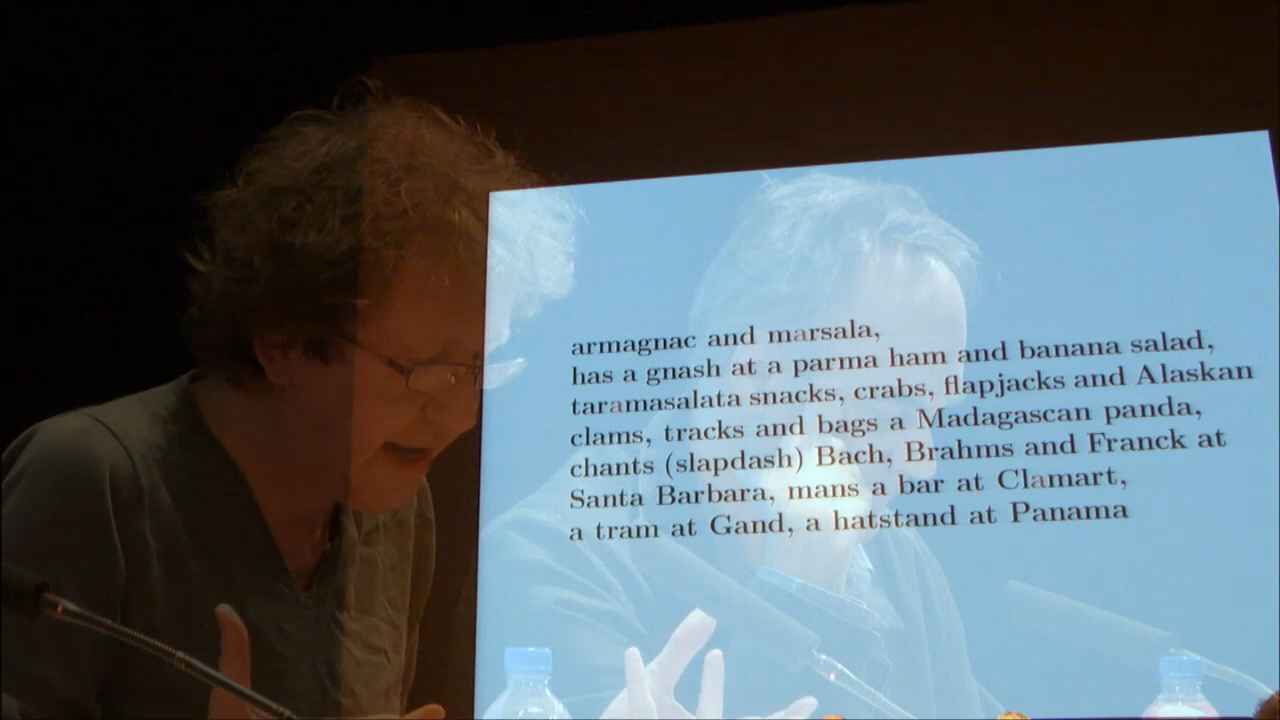 armagnac and marsala,
has a gnash at a parma ham and banana salad,
taramasalata snacks, crabs, flapjacks and Alaskan
clams, tracks and bags a Madagascan panda,
chants (slapdash) Bach, Brahms and Franck at
Santa Barbara, mans a bar at Clamart,
a tram at Gand, a hatstand at Panama